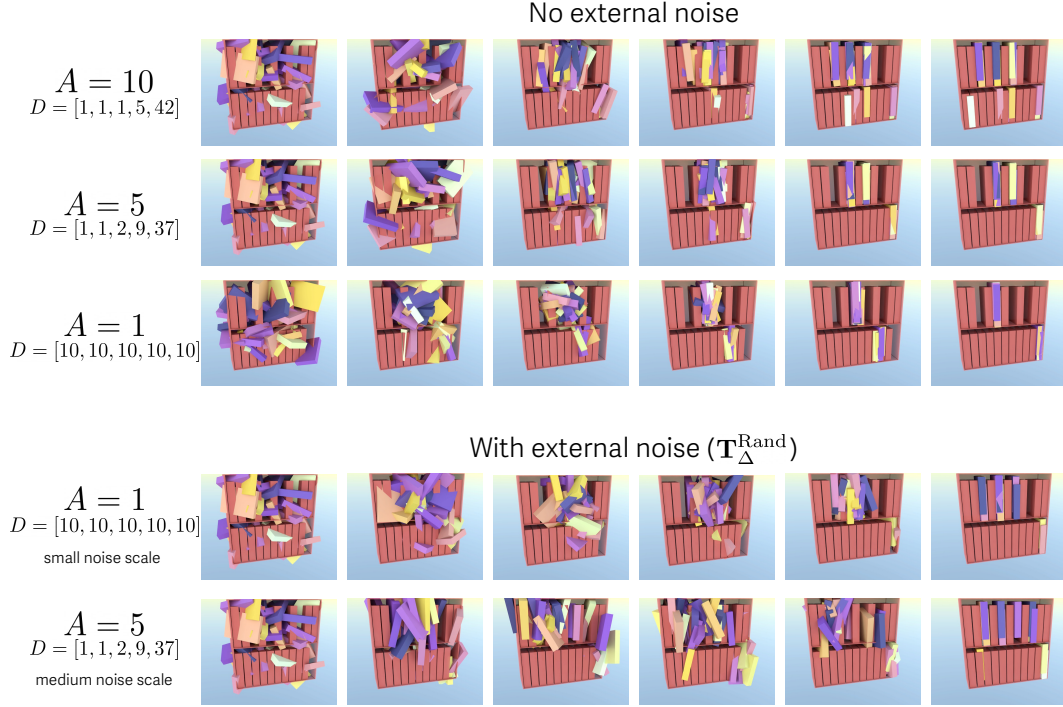 No external noise
A = 10
D = [1, 1, 1, 5, 42]
A = 5
D = [1, 1, 2, 9, 37]
A = 1
D = [10, 10, 10, 10, 10]
With external noise (T_Δ^Rand)
A = 1
D = [10, 10, 10, 10, 10]
small noise scale
A = 5
D = [1, 1, 2, 9, 37]
medium noise scale